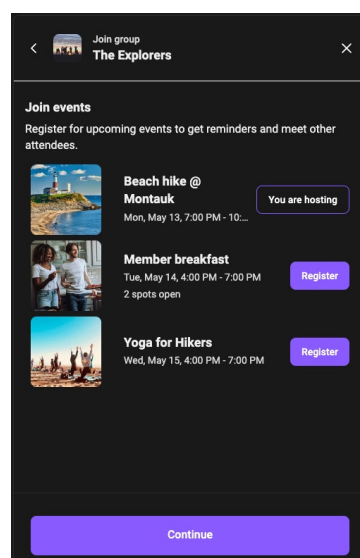 Join group
The Explorers
Join events
Register for upcoming events to get reminders and meet other
attendees.
Beach hike @
Montauk
Mon, May 13, 7:00 PM - 10:...
You are hosting
Member breakfast
Tue, May 14, 4:00 PM - 7:00 PM
2 spots open
Register
Yoga for Hikers
Wed, May 15, 4:00 PM - 7:00 PM
Register
Continue